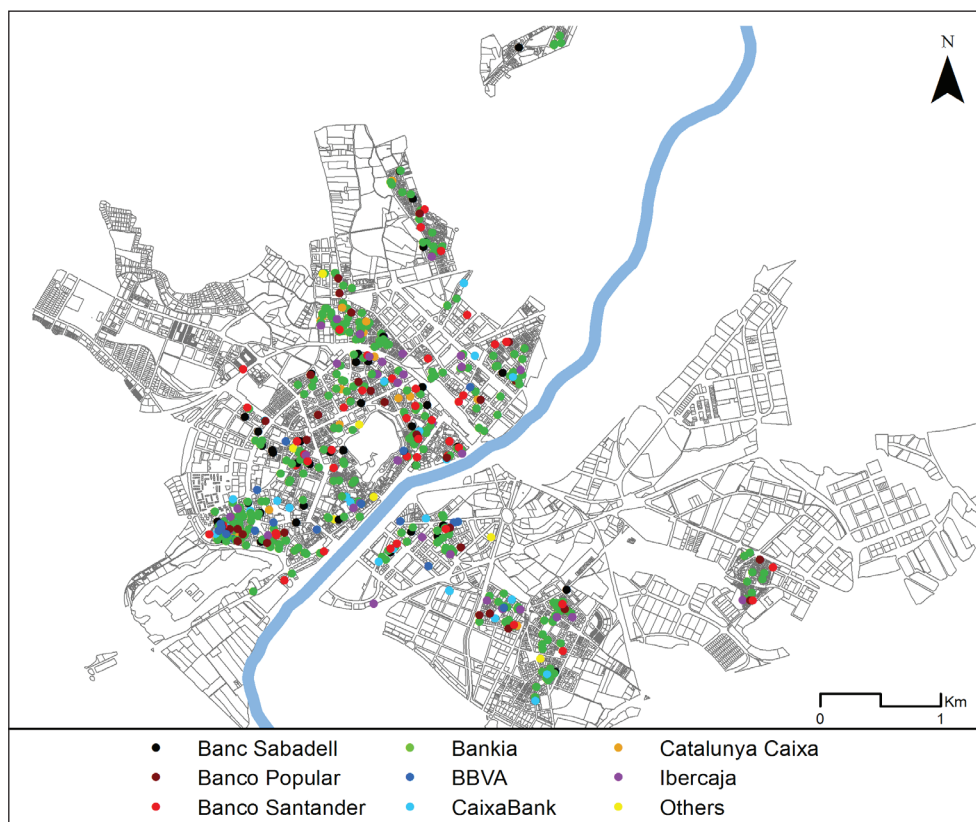 N
Km
0 1
Banc Sabadell Bankia Catalunya Caixa
Banco Popular BBVA Ibercaja
Banco Santander CaixaBank Others